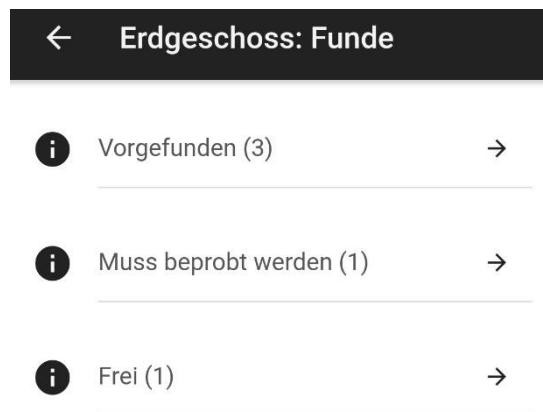 Erdgeschoss: Funde
Vorgefunden (3)
Muss beprobt werden (1)
Frei (1)